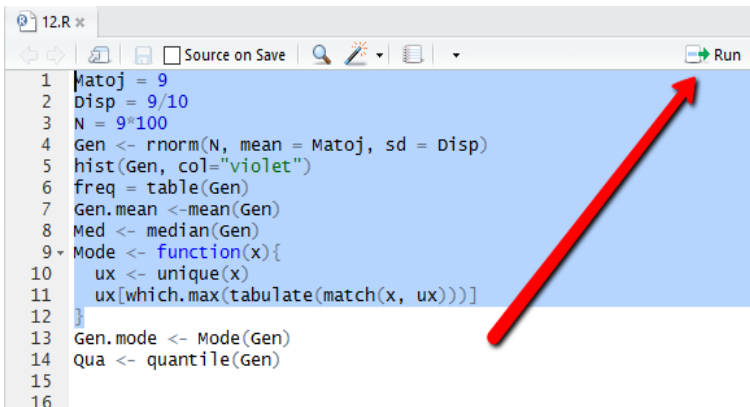 12.R
Source on Save Run
1 Matoj = 9
2 Disp = 9/10
3 N = 9*100
4 Gen <- rnorm(N, mean = Matoj, sd = Disp)
5 hist(Gen, col="violet")
6 freq = table(Gen)
7 Gen.mean <-mean(Gen)
8 Med <- median(Gen)
9 Mode <- function(x){
10   ux <- unique(x)
11   ux[which.max(tabulate(match(x, ux)))]
12 }
13 Gen.mode <- Mode(Gen)
14 Qua <- quantile(Gen)
15
16